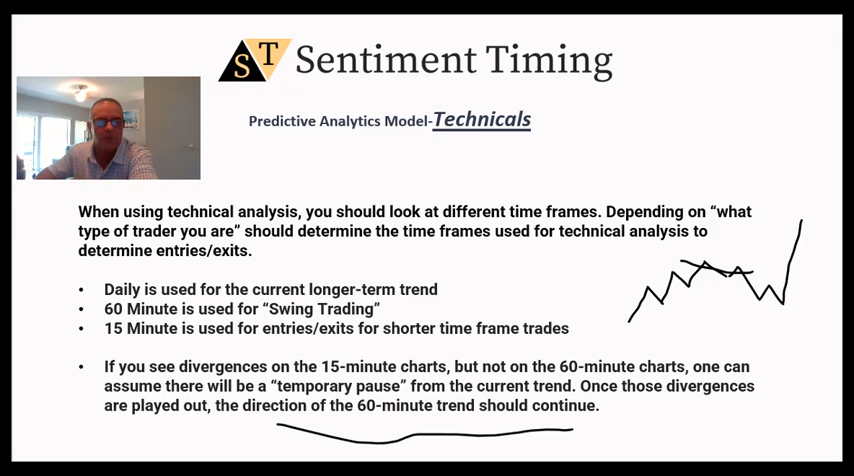 ST Sentiment Timing
Predictive Analytics Model-Technicals
When using technical analysis, you should look at different time frames. Depending on “what
type of trader you are” should determine the time frames used for technical analysis to
determine entries/exits.
• Daily is used for the current longer-term trend
• 60 Minute is used for “Swing Trading”
• 15 Minute is used for entries/exits for shorter time frame trades
• If you see divergences on the 15-minute charts, but not on the 60-minute charts, one can
assume there will be a “temporary pause” from the current trend. Once those divergences
are played out, the direction of the 60-minute trend should continue.